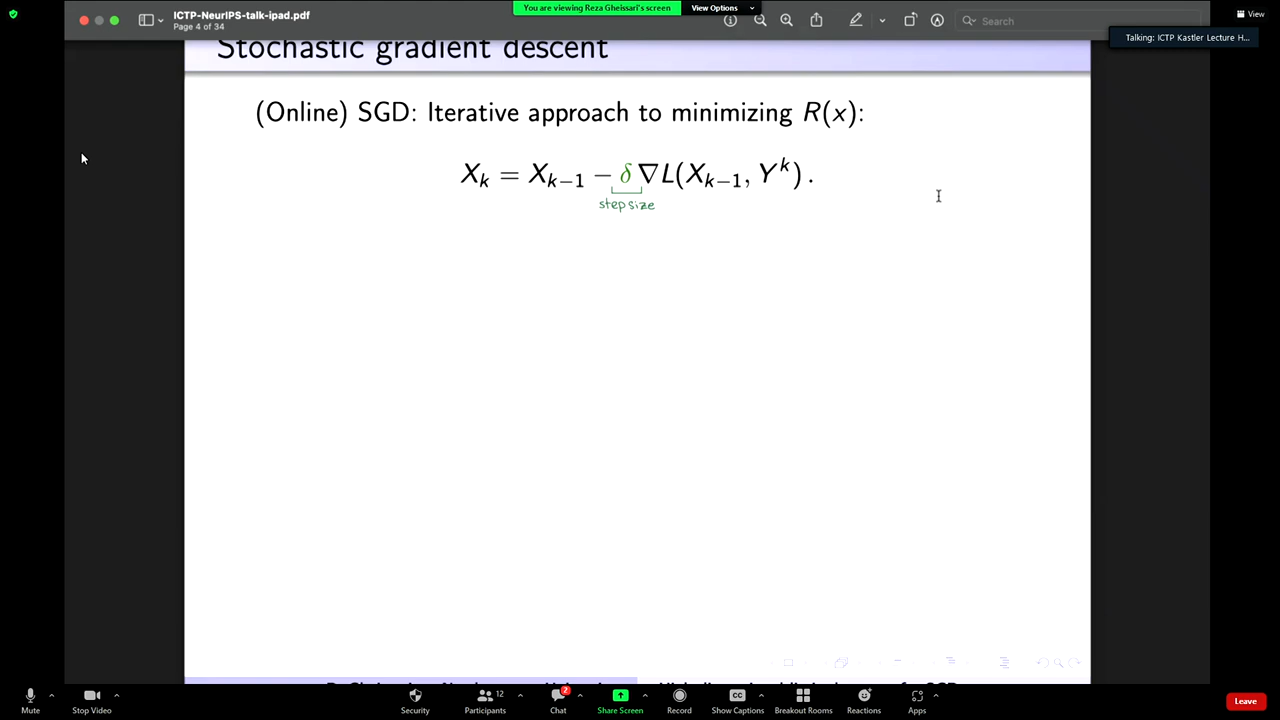 ICTP-NeurIPS-talk-ipad.pdf
Page 4 of 34
You are viewing Reza Gheissari's screen
View Options
Search
View
Talking: ICTP Kastler Lecture H...
Stochastic gradient descent
(Online) SGD: Iterative approach to minimizing R(x):
X_k = X_{k−1} − δ∇L(X_{k−1}, Y^k) .
step size
Mute
Stop Video
Security
Participants
12
Chat
2
Share Screen
Record
Show Captions
CC
Breakout Rooms
Reactions
Apps
Leave